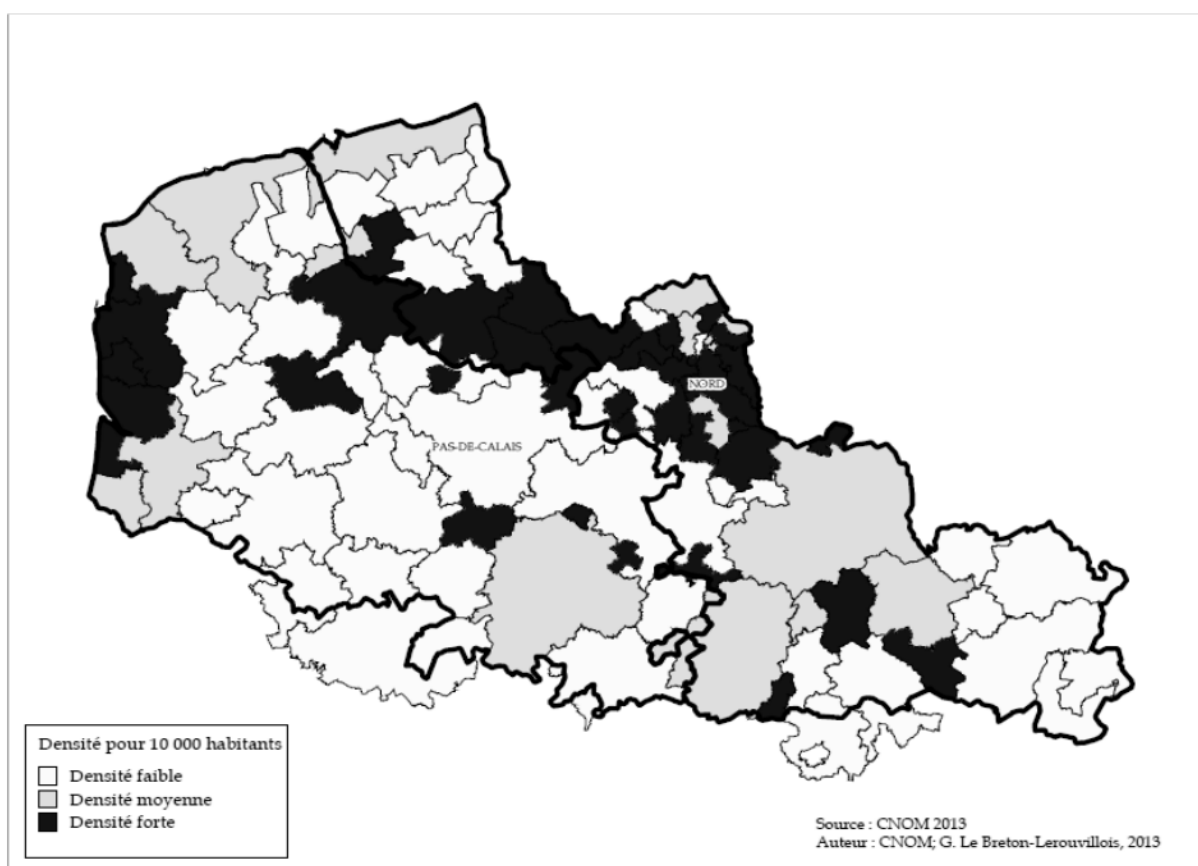 NORD
PAS-DE-CALAIS
Densité pour 10 000 habitants
Densité faible
Densité moyenne
Densité forte
Source : CNOM 2013
Auteur : CNOM; G. Le Breton-Lerouvillois, 2013